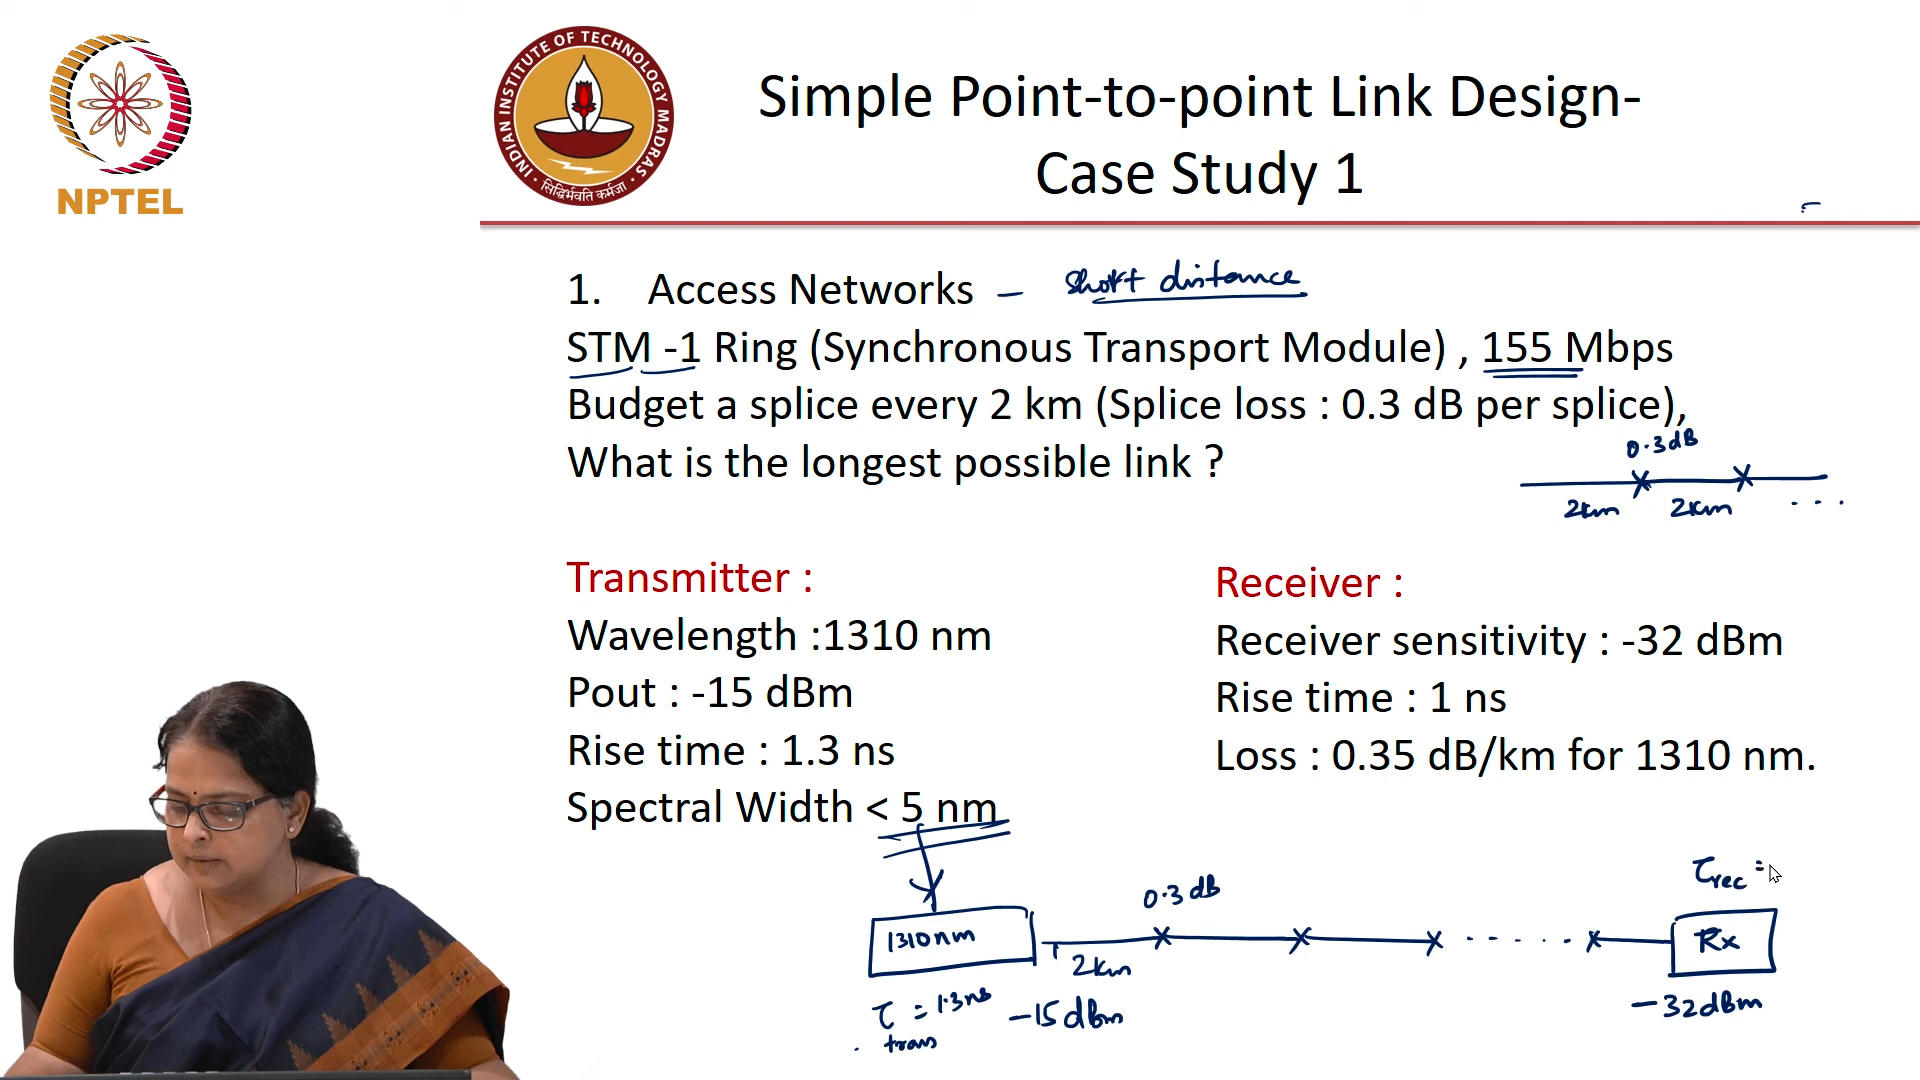 NPTEL
INDIAN INSTITUTE OF TECHNOLOGY MADRAS
सिद्धिर्भवति कर्मजा
Simple Point-to-point Link Design-
Case Study 1
1. Access Networks – short distance
STM -1 Ring (Synchronous Transport Module) , 155 Mbps
Budget a splice every 2 km (Splice loss : 0.3 dB per splice),
What is the longest possible link ?
0.3dB
2km 2km ...
Transmitter :
Wavelength :1310 nm
Pout : -15 dBm
Rise time : 1.3 ns
Spectral Width < 5 nm
Receiver :
Receiver sensitivity : -32 dBm
Rise time : 1 ns
Loss : 0.35 dB/km for 1310 nm.
τrec =
0.3 dB
1310nm
Rx
2km
τtrans = 1.3ns
-15dBm
-32dBm